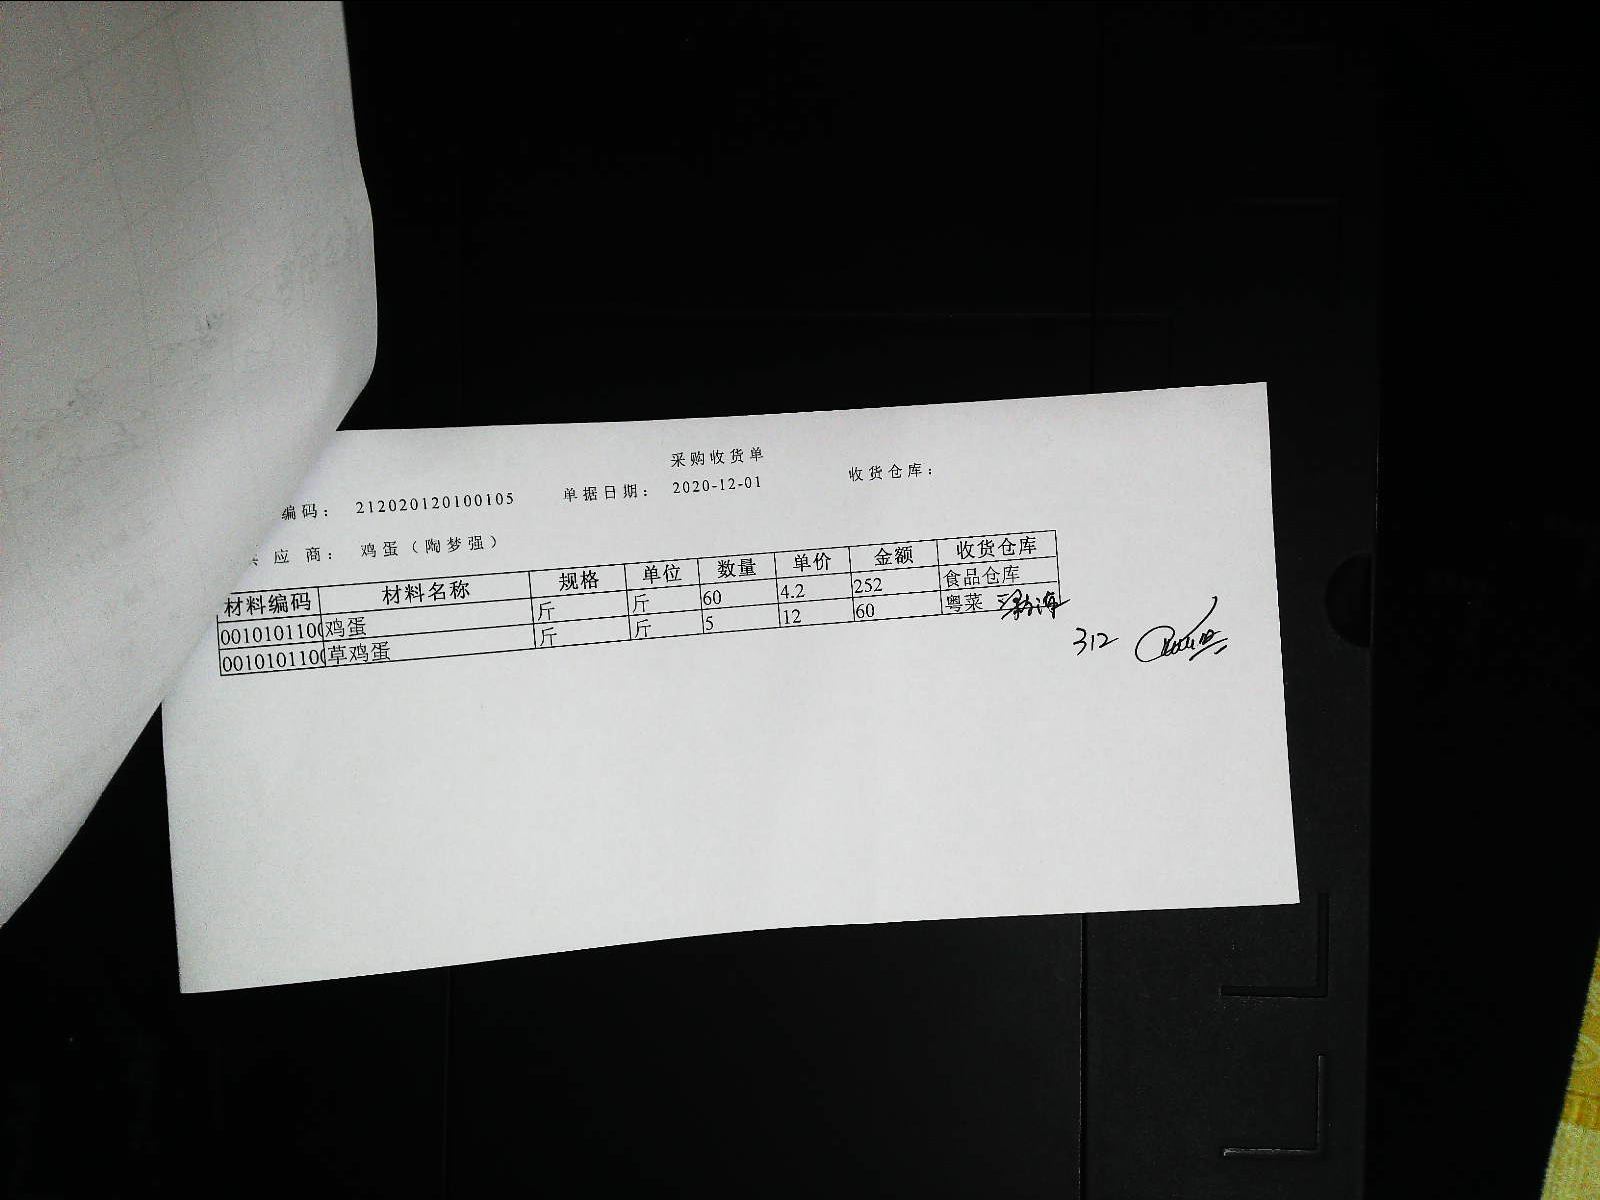 采购收货单
编码： 212020120100105 单据日期： 2020-12-01 收货仓库：
应商： 鸡蛋（陶梦强）
材料编码 材料名称 规格 单位 数量 单价 金额 收货仓库
0010101100 鸡蛋 斤 斤 60 4.2 252 食品仓库
0010101100 草鸡蛋 斤 斤 5 12 60 粤菜
312